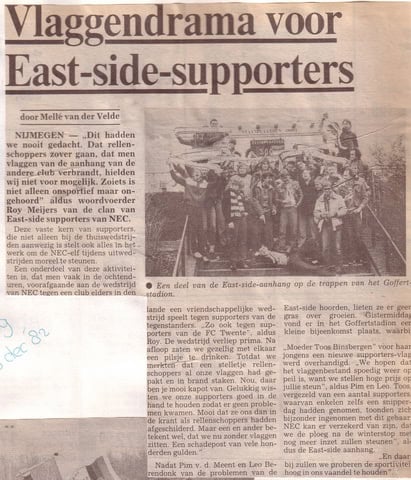 Vlaggendrama voor
East-side-supporters
door Mellé van der Velde
NIJMEGEN — „Dit hadden
we nooit gedacht. Dat rellen-
schoppers zover gaan, dat men
vlaggen van de aanhang van de
andere club verbrandt, hielden
wij niet voor mogelijk. Zoiets is
niet alleen onsportief maar on-
gehoord” aldus woordvoerder
Roy Meijers van de clan van
East-side supporters van NEC.
Deze vaste kern van supporters,
die niet alleen bij de thuiswedstrij-
den aanwezig is stelt ook alles in het
werk om de NEC-elf tijdens uitwed-
strijden moreel te steunen.
Een onderdeel van deze aktivitei-
ten is, dat men vaak in de ochtend-
uren, voorafgaande aan de wedstrijd
van NEC tegen een club elders in den
dec '82
● Een deel van de East-side-aanhang op de trappen van het Goffert-
stadion.
lande een vriendschappelijke wed-
strijd speelt tegen supporters van de
tegenstanders. „Zo ook tegen sup-
porters van de FC Twente”, aldus
Roy. De wedstrijd verliep prima. Na
afloop zaten we gezellig met elkaar
een pilsje te drinken. Totdat we
merkten dat een stelletje rellen-
schoppers al onze vlaggen had ge-
pakt en in brand staken. Nou, daar
ben je mooi kapot van. Gelukkig wis-
ten we, onze supporters goed in de
hand te houden zodat er geen proble-
men kwamen. Mooi dat ze ons dan in
de krant als rellenschoppers hadden
afgeschilderd. Maar een en ander be-
tekent wel, dat we nu zonder vlaggen
zitten. Een schadepost van vele hon-
derden gulden.”
Nadat Pim v. d. Meent en Leo Be-
rendonk van de problemen van de
East-side hoorden, lieten ze er geen
gras over groeien. Gistermiddag
vond er in het Goffertstadion een
kleine bijeenkomst plaats, waarbij
„Moeder Toos Binsbergen” voor haar
jongens een nieuwe supporters-vlag
werd overhandigd. „We hopen dat
het vlaggenbestand spoedig weer op
peil is, want we stellen hoge prijs op
jullie steun”, aldus Pim en Leo. Toos,
vergezeld van een aantal supporters,
waarvan enkelen zelfs een snipper-
dag hadden genomen, toonden zich
bijzonder ingenomen met dit gebaar.
NEC kan er verzekerd van zijn, dat
we de ploeg na de winterstop nog
meer inzet zullen steunen”, als
dus de East-siders.
„En daar
bij zullen we proberen de sportivitei
hoog in ons vaandel te houden”.